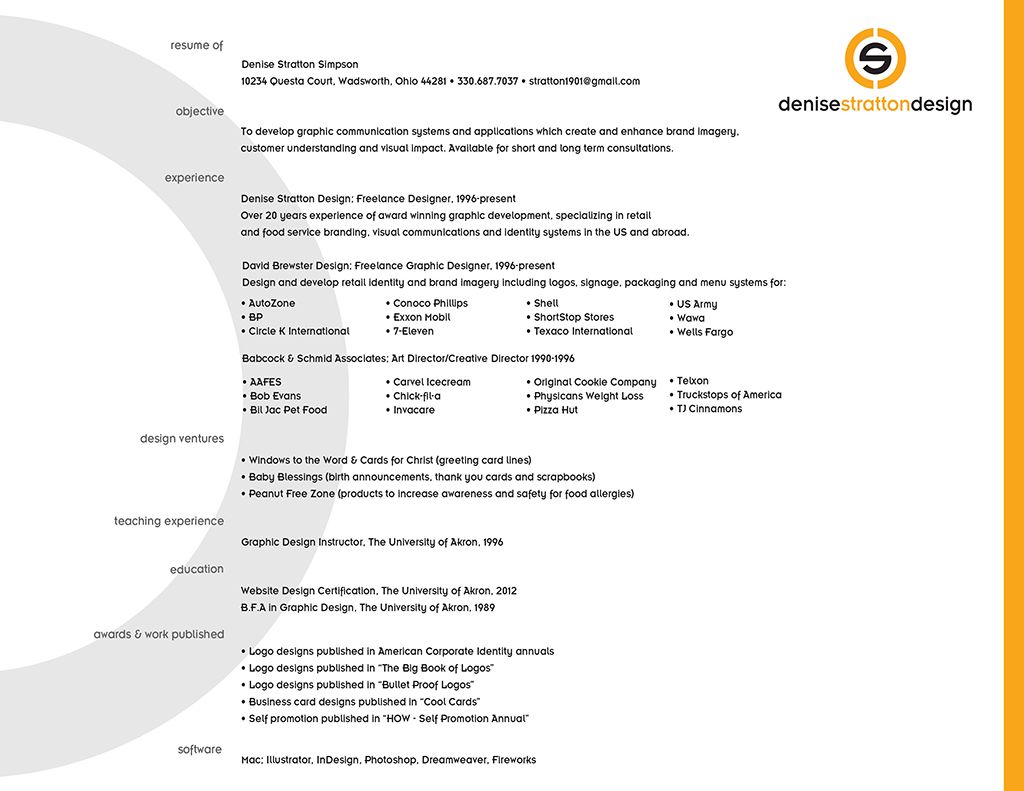 resume of
Denise Stratton Simpson
10234 Questa Court, Wadsworth, Ohio 44281 • 330.687.7037 • stratton1901@gmail.com
S
denisestrattondesign
objective
To develop graphic communication systems and applications which create and enhance brand imagery,
customer understanding and visual impact. Available for short and long term consultations.
experience
Denise Stratton Design; Freelance Designer, 1996-present
Over 20 years experience of award winning graphic development, specializing in retail
and food service branding, visual communications and identity systems in the US and abroad.
David Brewster Design; Freelance Graphic Designer, 1996-present
Design and develop retail identity and brand imagery including logos, signage, packaging and menu systems for:
• AutoZone • Conoco Phillips • Shell • US Army
• BP • Exxon Mobil • ShortStop Stores • Wawa
• Circle K International • 7-Eleven • Texaco International • Wells Fargo
Babcock & Schmid Associates; Art Director/Creative Director 1990-1996
• AAFES • Carvel Icecream • Original Cookie Company • Telxon
• Bob Evans • Chick-fil-a • Physicans Weight Loss • Truckstops of America
• Bil Jac Pet Food • Invacare • Pizza Hut • TJ Cinnamons
design ventures
• Windows to the Word & Cards for Christ (greeting card lines)
• Baby Blessings (birth announcements, thank you cards and scrapbooks)
• Peanut Free Zone (products to increase awareness and safety for food allergies)
teaching experience
Graphic Design Instructor, The University of Akron, 1996
education
Website Design Certification, The University of Akron, 2012
B.F.A in Graphic Design, The University of Akron, 1989
awards & work published
• Logo designs published in American Corporate Identity annuals
• Logo designs published in “The Big Book of Logos”
• Logo designs published in “Bullet Proof Logos”
• Business card designs published in “Cool Cards”
• Self promotion published in “HOW - Self Promotion Annual”
software
Mac; Illustrator, InDesign, Photoshop, Dreamweaver, Fireworks